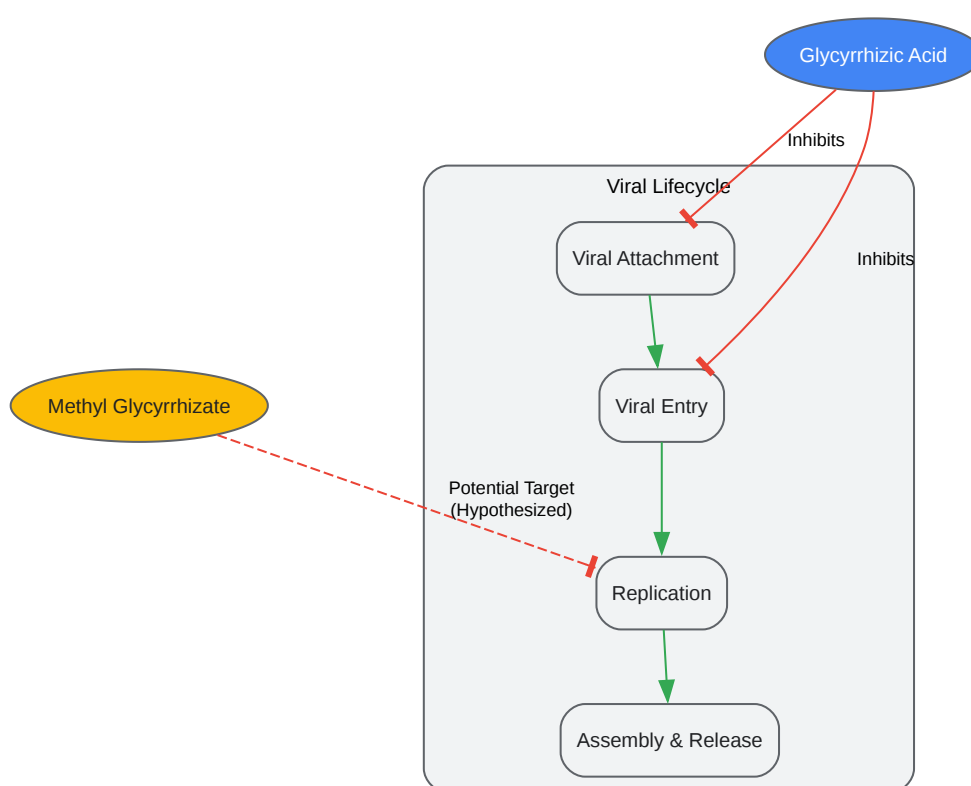 Glycyrrhizic Acid
Inhibits
Viral Lifecycle
Viral Attachment
Inhibits
Viral Entry
Methyl Glycyrrhizate
Potential Target
(Hypothesized)
Replication
Assembly & Release